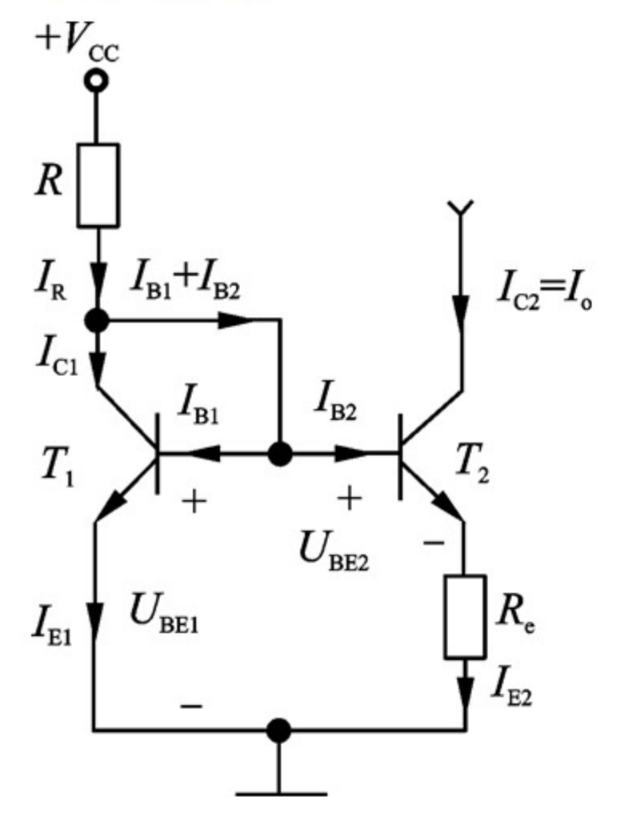 +V_CC
R
I_R
I_B1+I_B2
I_C2=I_o
I_C1
I_B1
I_B2
T_1
T_2
+
+
U_BE2
−
I_E1
U_BE1
R_e
−
I_E2